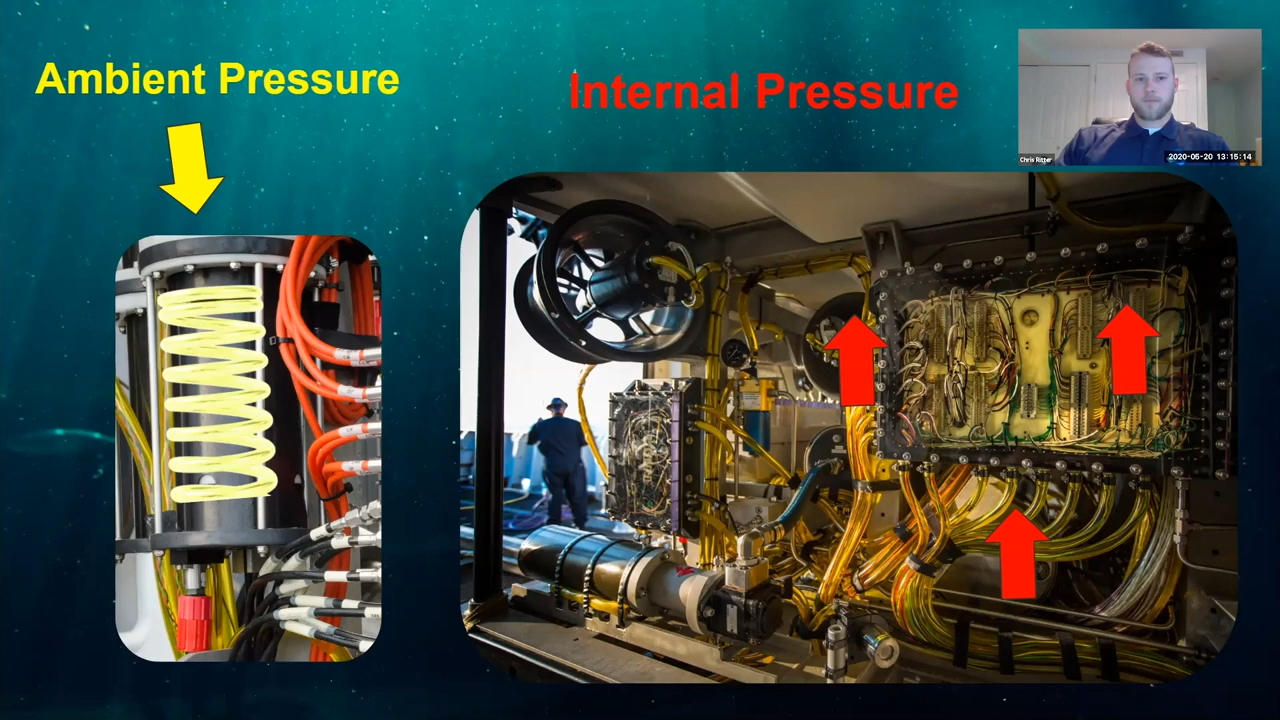 Ambient Pressure
Internal Pressure
Chris Ritter
2020-05-20 13:15:14